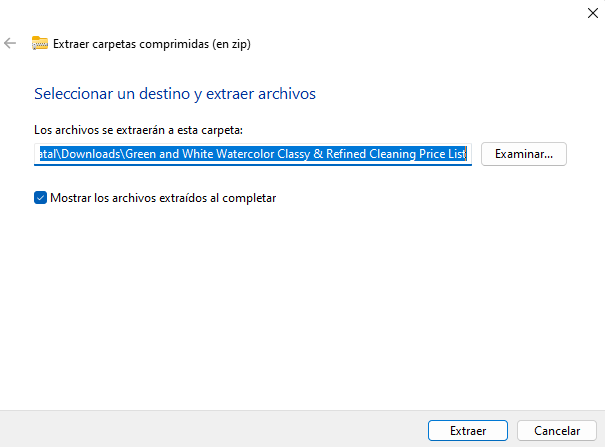 Extraer carpetas comprimidas (en zip)
Seleccionar un destino y extraer archivos
Los archivos se extraerán a esta carpeta:
atal\Downloads\Green and White Watercolor Classy & Refined Cleaning Price List
Examinar...
Mostrar los archivos extraídos al completar
Extraer
Cancelar